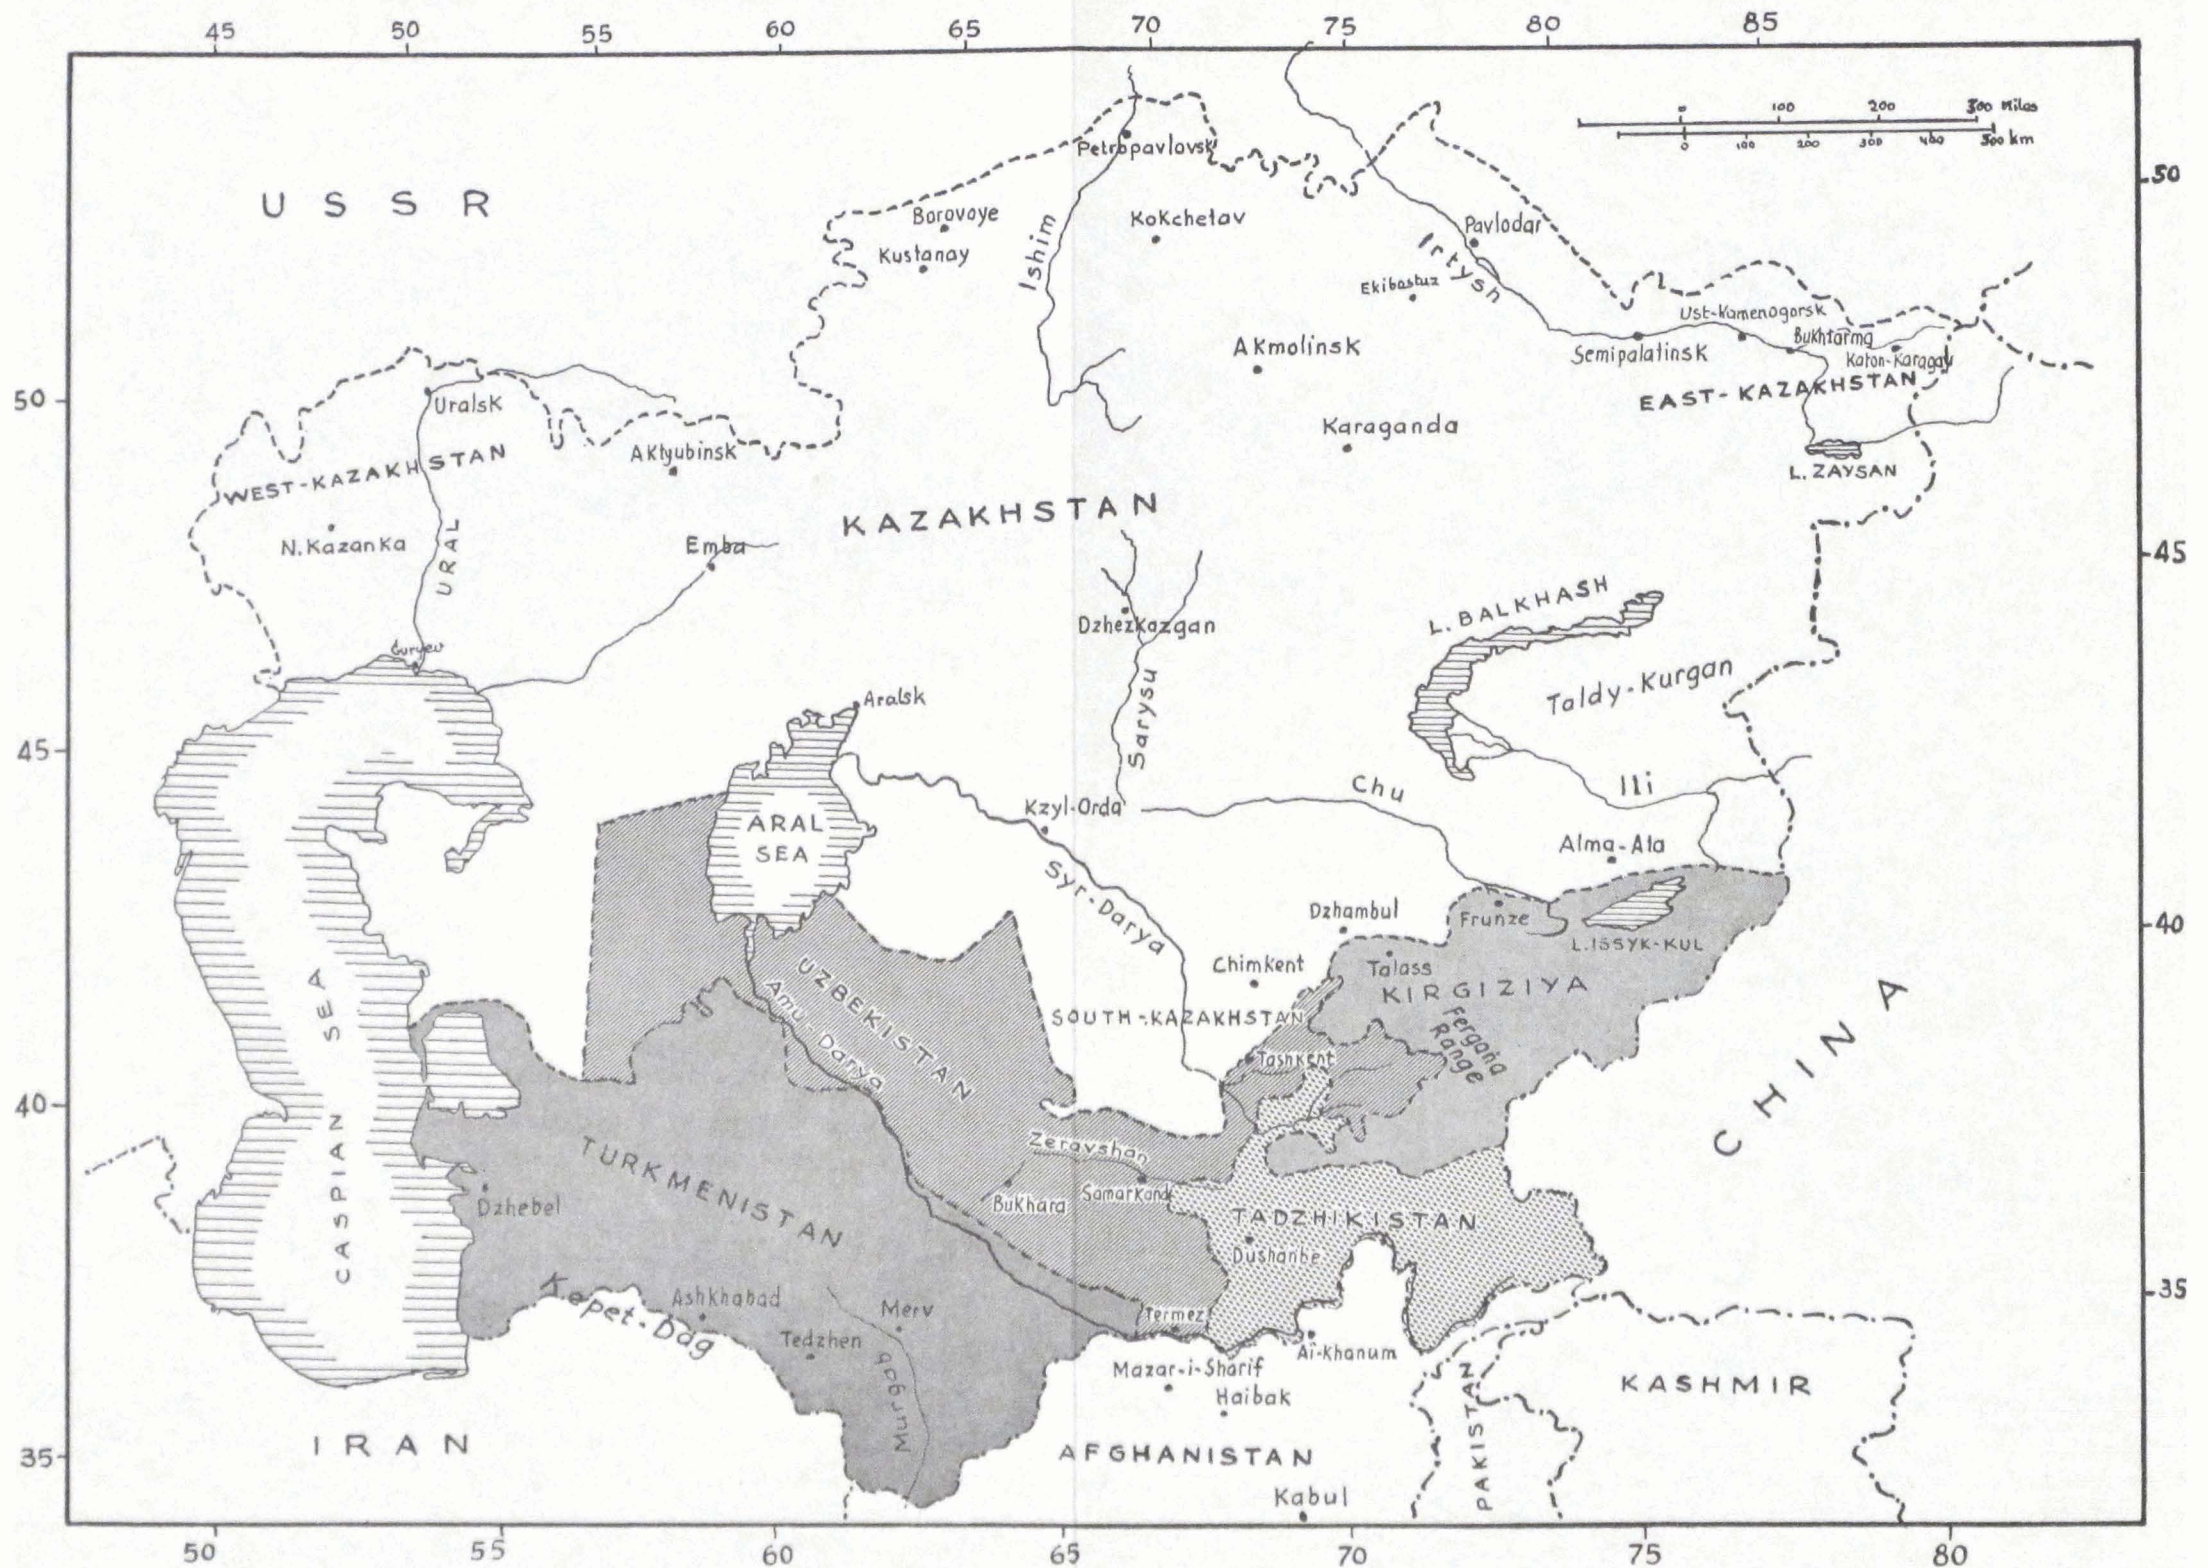 45 50 55 60 65 70 75 80 85
0 100 200 300 Miles
0 100 200 300 400 500 km
50
USSR
Petropavlovsk
Borovoye
Kustanay
Ishim
Kokchetav
Pavlodar
Irtysh
Ekibastuz
Akmolinsk
Ust-Kamenogorsk
Bukhtarma
Semipalatinsk
Katon-Karagay
EAST-KAZAKHSTAN
50
Uralsk
Karaganda
WEST-KAZAKHSTAN
Aktyubinsk
L. ZAYSAN
KAZAKHSTAN
N. Kazanka
URAL
Emba
45
L. BALKHASH
Dzhezkazgan
Guryev
Sarysu
Taldy-Kurgan
Aralsk
45
Chu
Ili
Kzyl-Orda
ARAL
SEA
Alma-Ata
Syr-Darya
Dzhambul
Frunze
40
L. ISSYK-KUL
Chimkent
Talass
KIRGIZIYA
UZBEKISTAN
Amu-Darya
SOUTH-KAZAKHSTAN
Fergana
Range
Tashkent
CHINA
40
CASPIAN SEA
TURKMENISTAN
Zeravshan
Bukhara
Samarkand
Dzhebel
TADZHIKISTAN
Dushanbe
35
Kopet-Dag
Ashkhabad
Merv
Termez
Tedzhen
Murgab
Ai-Khanum
Mazar-i-Sharif
Haibak
PAKISTAN
KASHMIR
IRAN
35
AFGHANISTAN
Kabul
50 55 60 65 70 75 80